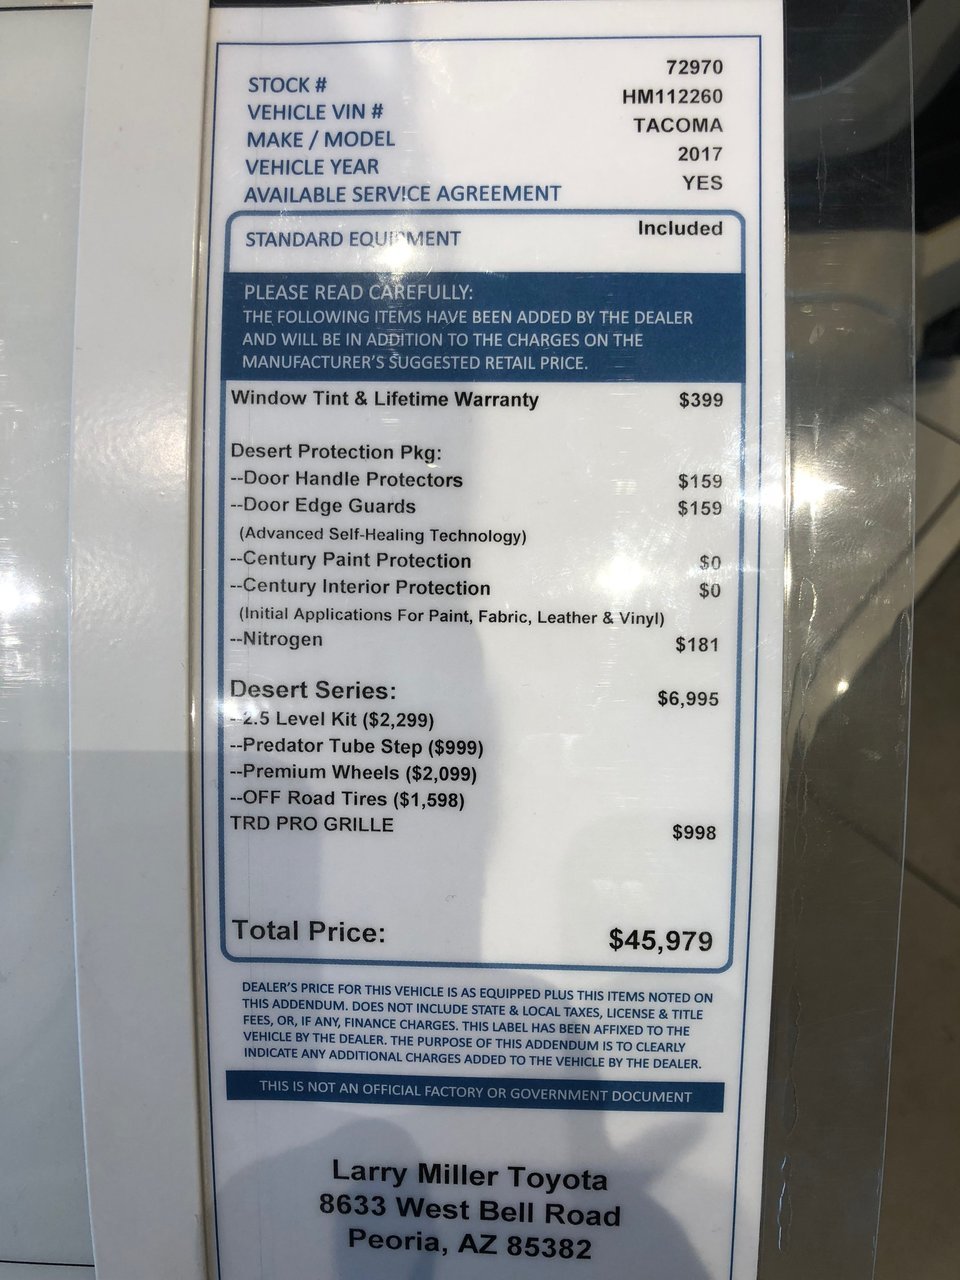 STOCK # 72970
VEHICLE VIN # HM112260
MAKE / MODEL TACOMA
VEHICLE YEAR 2017
AVAILABLE SERVICE AGREEMENT YES
STANDARD EQUIPMENT Included
PLEASE READ CAREFULLY:
THE FOLLOWING ITEMS HAVE BEEN ADDED BY THE DEALER
AND WILL BE IN ADDITION TO THE CHARGES ON THE
MANUFACTURER'S SUGGESTED RETAIL PRICE.
Window Tint & Lifetime Warranty $399
Desert Protection Pkg:
--Door Handle Protectors $159
--Door Edge Guards $159
(Advanced Self-Healing Technology)
--Century Paint Protection $0
--Century Interior Protection $0
(Initial Applications For Paint, Fabric, Leather & Vinyl)
--Nitrogen $181
Desert Series: $6,995
--2.5 Level Kit ($2,299)
--Predator Tube Step ($999)
--Premium Wheels ($2,099)
--OFF Road Tires ($1,598)
TRD PRO GRILLE $998
Total Price: $45,979
DEALER'S PRICE FOR THIS VEHICLE IS AS EQUIPPED PLUS THIS ITEMS NOTED ON
THIS ADDENDUM. DOES NOT INCLUDE STATE & LOCAL TAXES, LICENSE & TITLE
FEES, OR, IF ANY, FINANCE CHARGES. THIS LABEL HAS BEEN AFFIXED TO THE
VEHICLE BY THE DEALER. THE PURPOSE OF THIS ADDENDUM IS TO CLEARLY
INDICATE ANY ADDITIONAL CHARGES ADDED TO THE VEHICLE BY THE DEALER.
THIS IS NOT AN OFFICIAL FACTORY OR GOVERNMENT DOCUMENT
Larry Miller Toyota
8633 West Bell Road
Peoria, AZ 85382